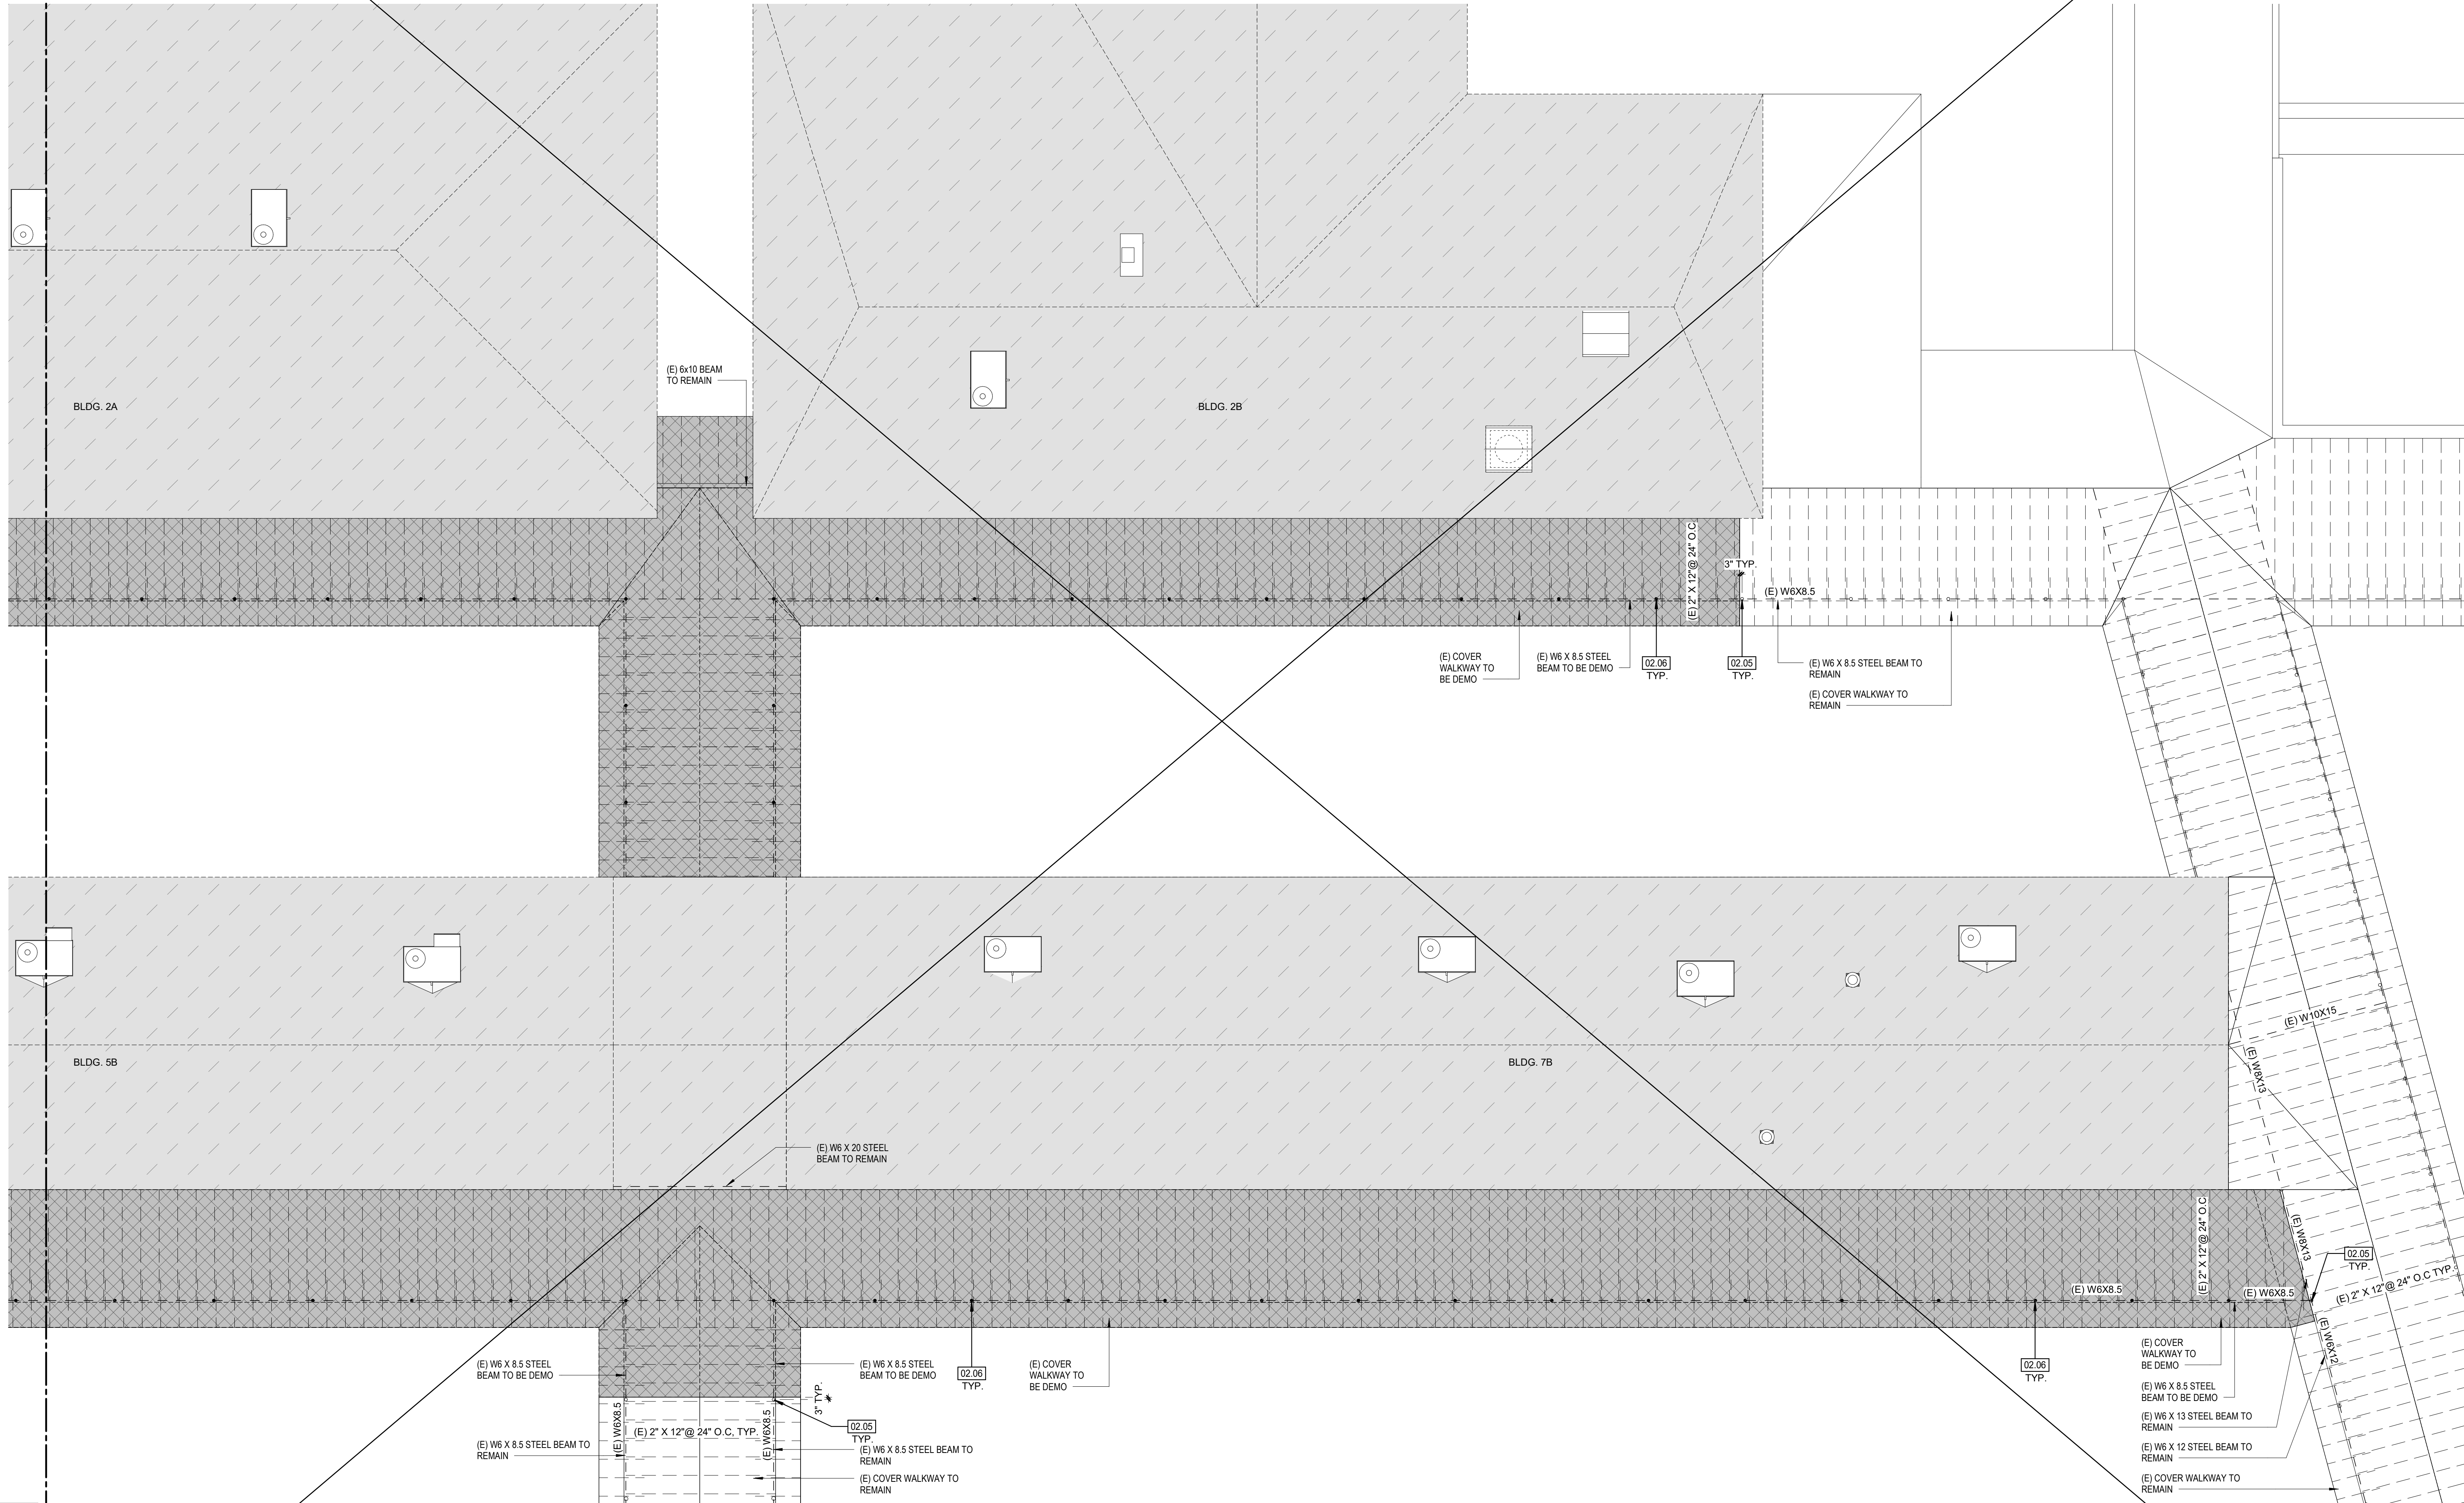 (E) 6x10 BEAM
TO REMAIN
BLDG. 2A
BLDG. 2B
(E) 2" X 12"@ 24" O.C
3" TYP.
(E) W6X8.5
(E) COVER
WALKWAY TO
BE DEMO
(E) W6 X 8.5 STEEL
BEAM TO BE DEMO
02.06
TYP.
02.05
TYP.
(E) W6 X 8.5 STEEL BEAM TO
REMAIN
(E) COVER WALKWAY TO
REMAIN
(E) W10X15
(E) W8X13
BLDG. 5B
BLDG. 7B
(E) W6 X 20 STEEL
BEAM TO REMAIN
(E) 2" X 12"@ 24" O.C
(E) W8X13
02.05
TYP.
(E) W6X8.5
(E) W6X8.5
(E) 2" X 12"@ 24" O.C TYP.
(E) W6X12
(E) W6 X 8.5 STEEL
BEAM TO BE DEMO
(E) W6 X 8.5 STEEL
BEAM TO BE DEMO
02.06
TYP.
(E) COVER
WALKWAY TO
BE DEMO
02.06
TYP.
(E) COVER
WALKWAY TO
BE DEMO
(E) W6 X 8.5 STEEL
BEAM TO BE DEMO
(E) W6 X 13 STEEL BEAM TO
REMAIN
(E) W6 X 12 STEEL BEAM TO
REMAIN
(E) COVER WALKWAY TO
REMAIN
3" TYP.
(E) W6X8.5
(E) W6X8.5
(E) 2" X 12"@ 24" O.C, TYP.
02.05
TYP.
(E) W6 X 8.5 STEEL BEAM TO
REMAIN
(E) W6 X 8.5 STEEL BEAM TO
REMAIN
(E) COVER WALKWAY TO
REMAIN